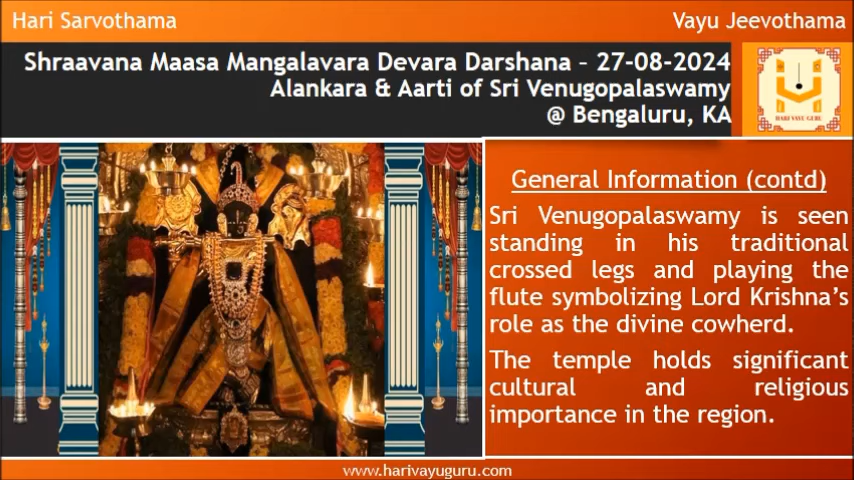 Hari Sarvothama
Vayu Jeevothama
Shraavana Maasa Mangalavara Devara Darshana – 27-08-2024
Alankara & Aarti of Sri Venugopalaswamy
@ Bengaluru, KA
HARI VAYU GURU
General Information (contd)
Sri Venugopalaswamy is seen
standing in his traditional
crossed legs and playing the
flute symbolizing Lord Krishna's
role as the divine cowherd.
The temple holds significant
cultural and religious
importance in the region.
www.harivayuguru.com